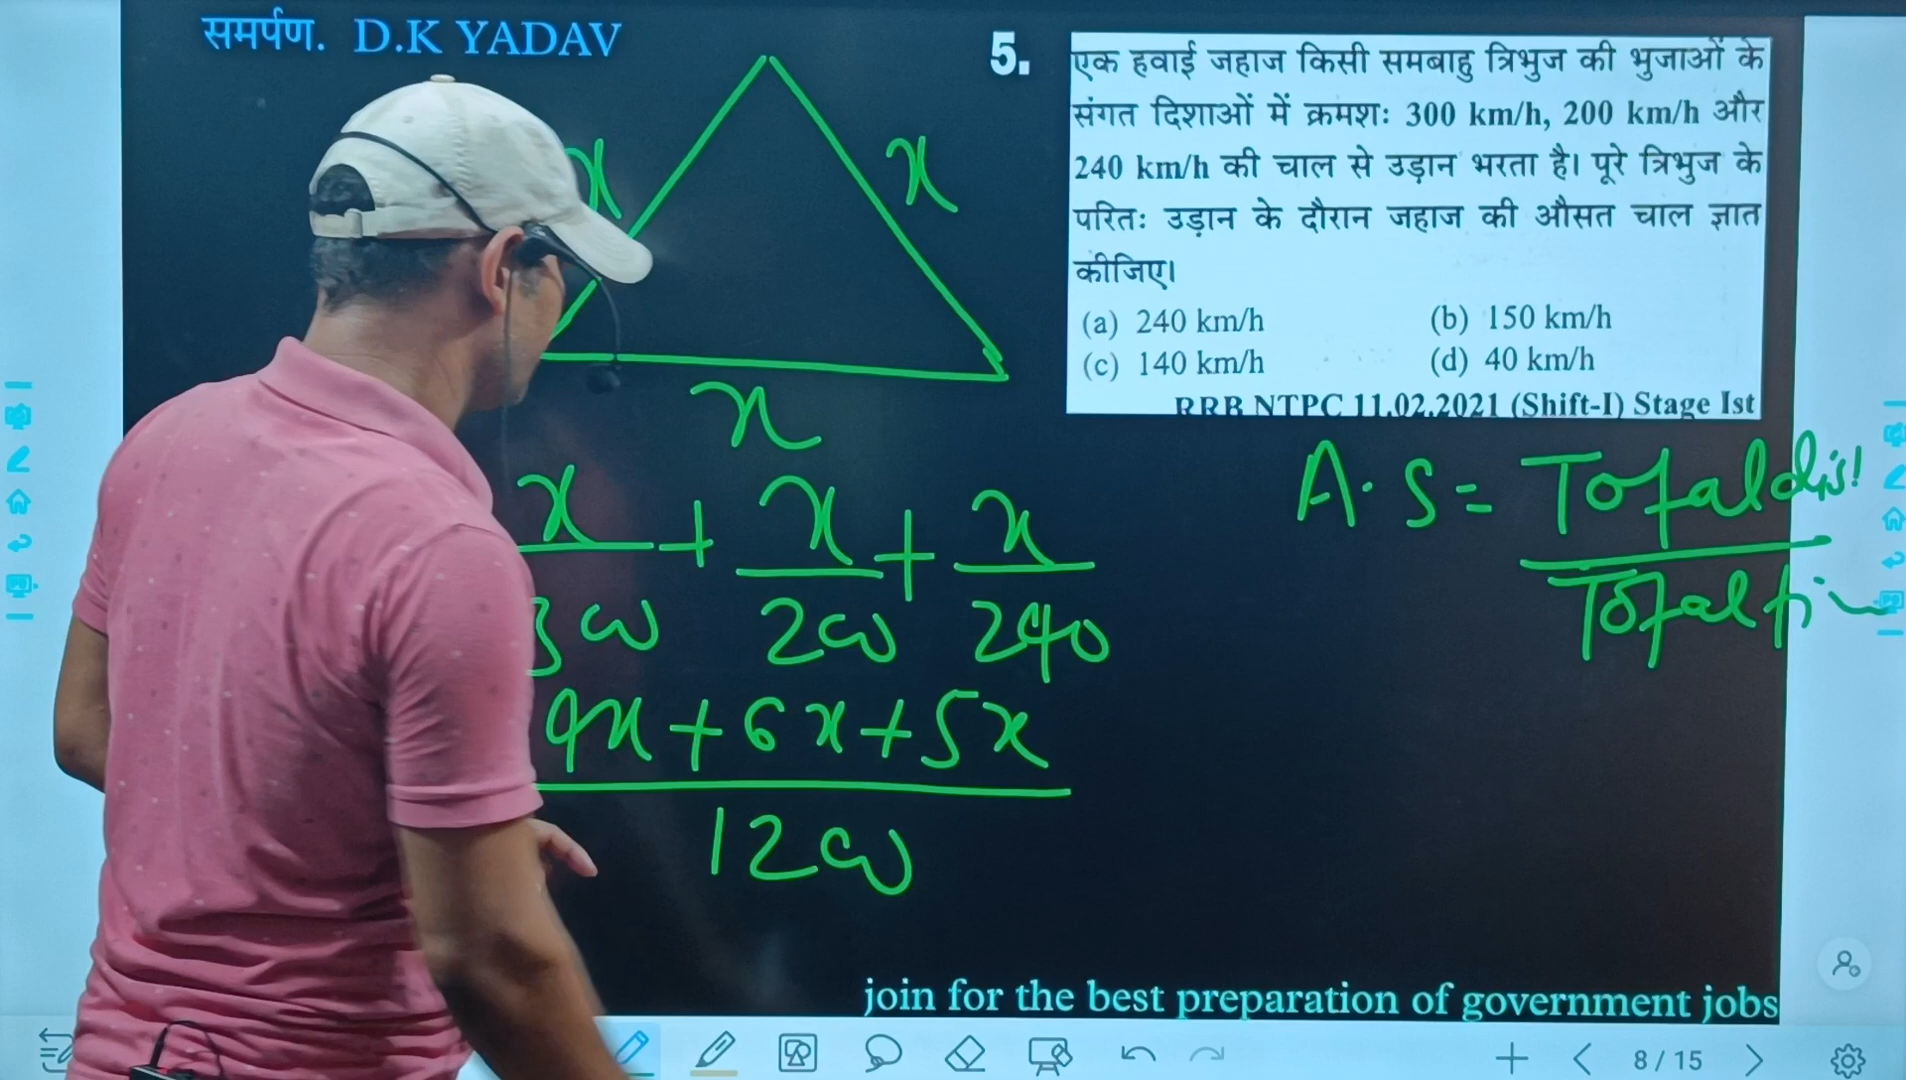 समर्पण. D.K YADAV
5. एक हवाई जहाज किसी समबाहु त्रिभुज की भुजाओं के
संगत दिशाओं में क्रमशः 300 km/h, 200 km/h और
240 km/h की चाल से उड़ान भरता है। पूरे त्रिभुज के
परितः उड़ान के दौरान जहाज की औसत चाल ज्ञात
कीजिए।
(a) 240 km/h (b) 150 km/h
(c) 140 km/h (d) 40 km/h
RRB NTPC 11.02.2021 (Shift-I) Stage Ist
x
x
x
A.S = Total dis! / Total
x/300 + x/200 + x/240
4x+6x+5x
1200
join for the best preparation of government jobs
8/15